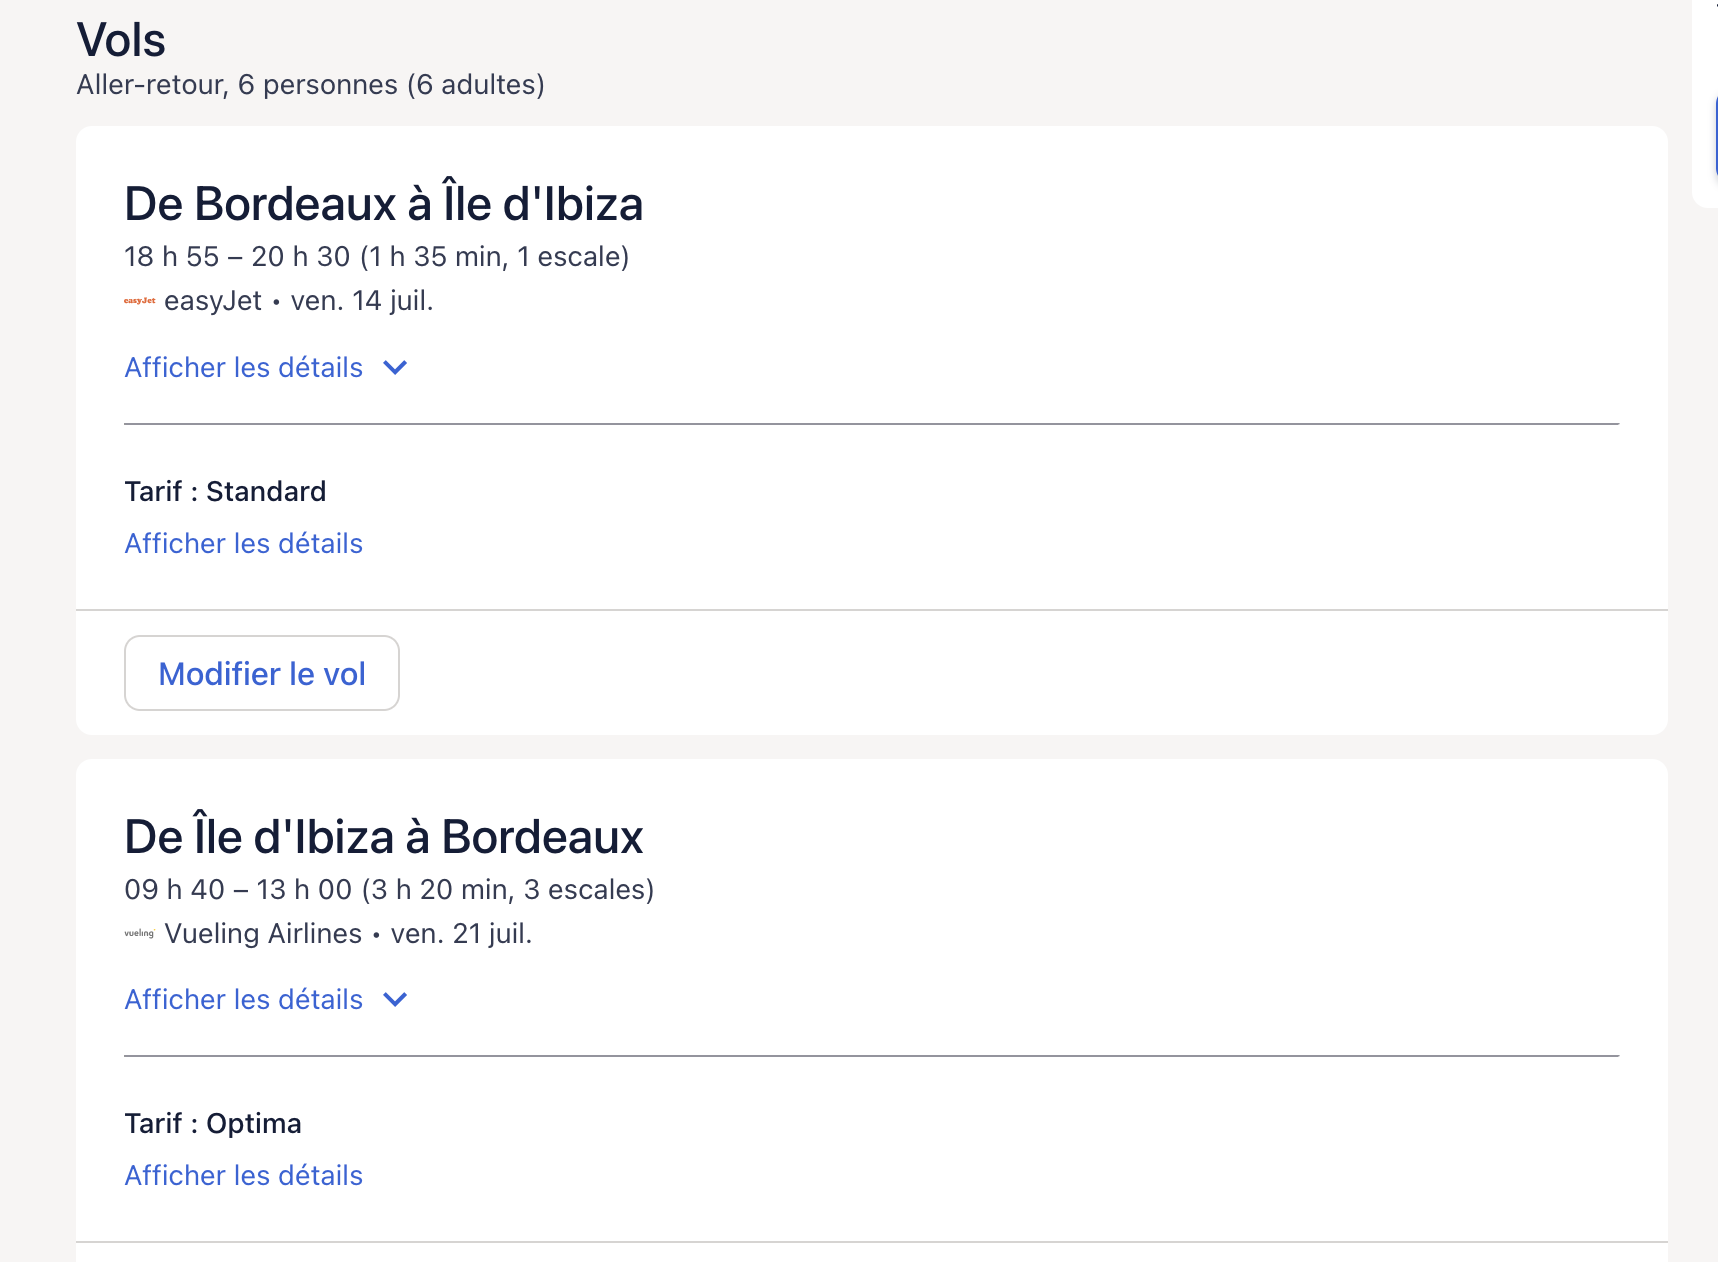 Vols
Aller-retour, 6 personnes (6 adultes)
De Bordeaux à Île d'Ibiza
18 h 55 – 20 h 30 (1 h 35 min, 1 escale)
easyJet easyJet • ven. 14 juil.
Afficher les détails
Tarif : Standard
Afficher les détails
Modifier le vol
De Île d'Ibiza à Bordeaux
09 h 40 – 13 h 00 (3 h 20 min, 3 escales)
vueling Vueling Airlines • ven. 21 juil.
Afficher les détails
Tarif : Optima
Afficher les détails